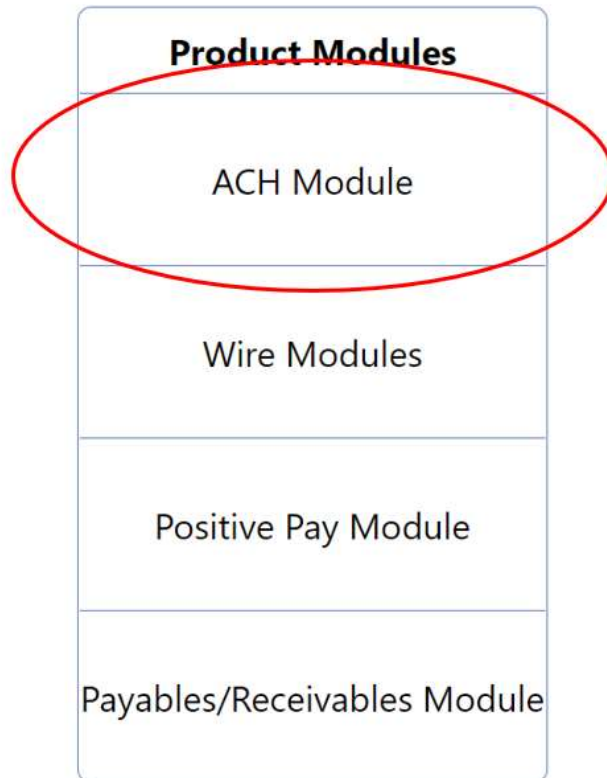 Product Modules
ACH Module
Wire Modules
Positive Pay Module
Payables/Receivables Module